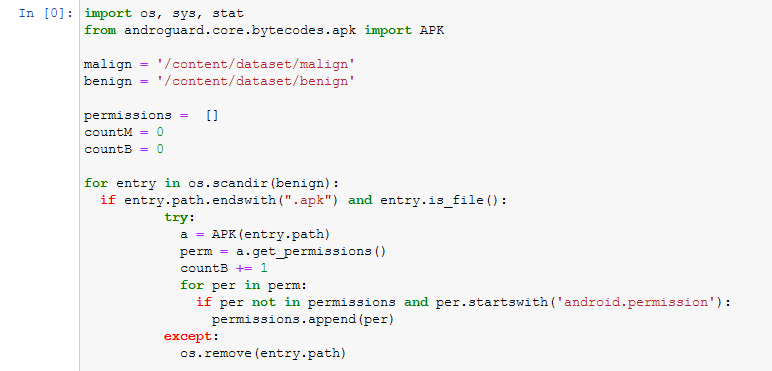 In [0]: import os, sys, stat
from androguard.core.bytecodes.apk import APK

malign = '/content/dataset/malign'
benign = '/content/dataset/benign'

permissions =  []
countM = 0
countB = 0

for entry in os.scandir(benign):
  if entry.path.endswith(".apk") and entry.is_file():
          try:
            a = APK(entry.path)
            perm = a.get_permissions()
            countB += 1
            for per in perm:
              if per not in permissions and per.startswith('android.permission'):
                permissions.append(per)
          except:
            os.remove(entry.path)